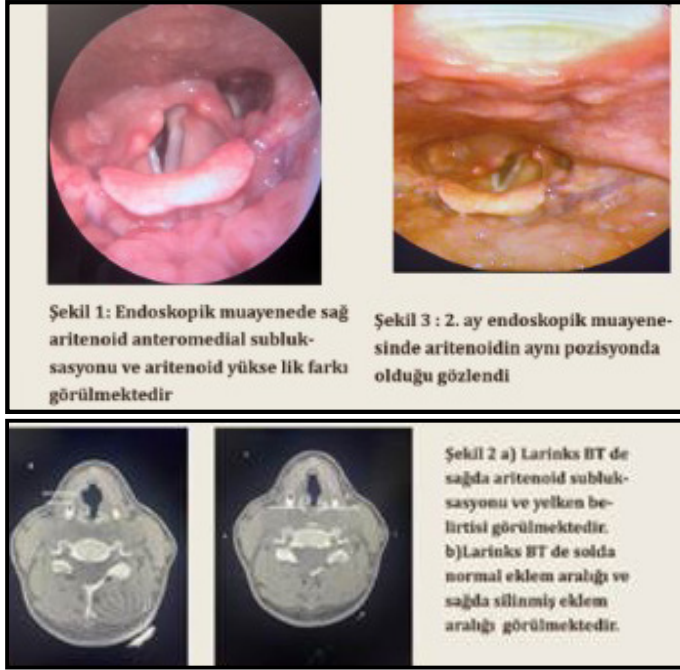 Şekil 1: Endoskopik muayenede sağ
aritenoid anteromedial subluk-
sasyonu ve aritenoid yükse lik farkı
görülmektedir
Şekil 3 : 2. ay endoskopik muayene-
sinde aritenoidin aynı pozisyonda
olduğu gözlendi
Şekil 2 a) Larinks BT de
sağda aritenoid subluk-
sasyonu ve yelken be-
lirtisi görülmektedir.
b)Larinks BT de solda
normal eklem aralığı ve
sağda silinmiş eklem
aralığı görülmektedir.